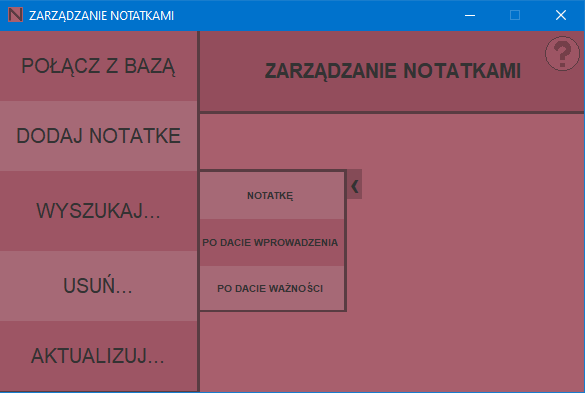 N ZARZĄDZANIE NOTATKAMI
POŁĄCZ Z BAZĄ
ZARZĄDZANIE NOTATKAMI
?
DODAJ NOTATKE
WYSZUKAJ...
NOTATKĘ
PO DACIE WPROWADZENIA
PO DACIE WAŻNOŚCI
USUŃ...
AKTUALIZUJ...